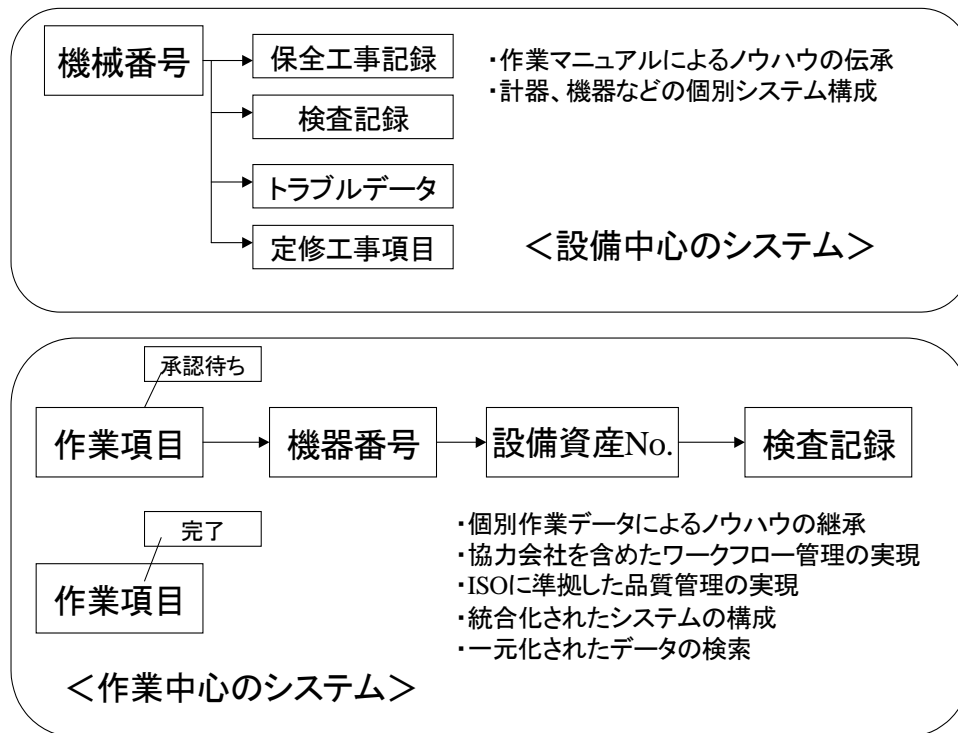 機械番号
保全工事記録
検査記録
トラブルデータ
定修工事項目
・作業マニュアルによるノウハウの伝承
・計器、機器などの個別システム構成
＜設備中心のシステム＞
承認待ち
作業項目
機器番号
設備資産No.
検査記録
完了
作業項目
・個別作業データによるノウハウの継承
・協力会社を含めたワークフロー管理の実現
・ISOに準拠した品質管理の実現
・統合化されたシステムの構成
・一元化されたデータの検索
＜作業中心のシステム＞